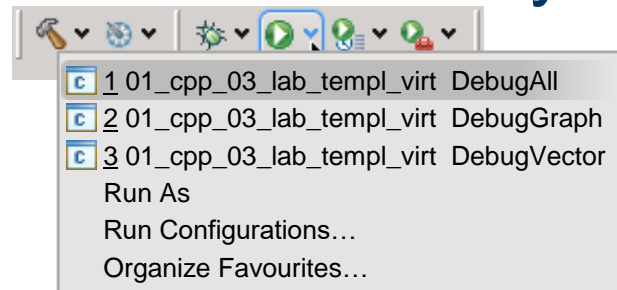 1 01_cpp_03_lab_templ_virt DebugAll
2 01_cpp_03_lab_templ_virt DebugGraph
3 01_cpp_03_lab_templ_virt DebugVector
Run As
Run Configurations…
Organize Favourites…